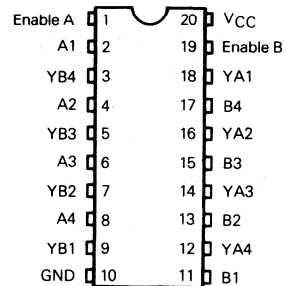 Enable A 1 20 VCC
A1 2 19 Enable B
YB4 3 18 YA1
A2 4 17 B4
YB3 5 16 YA2
A3 6 15 B3
YB2 7 14 YA3
A4 8 13 B2
YB1 9 12 YA4
GND 10 11 B1